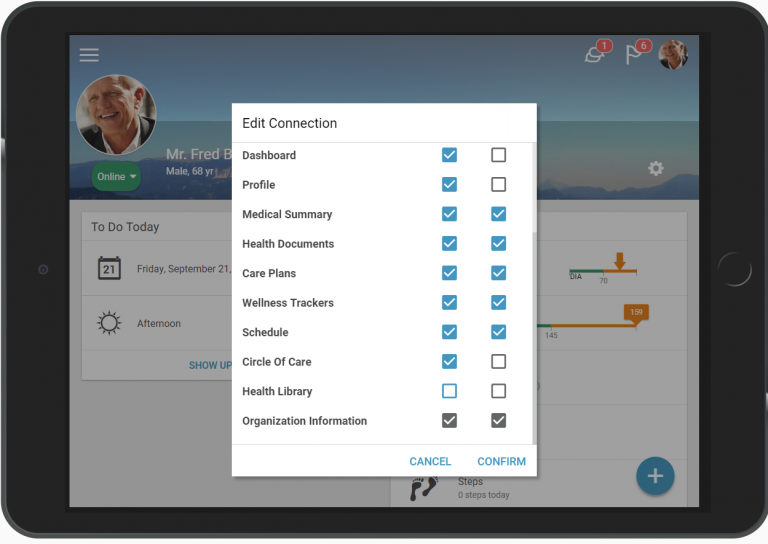 1
6
Mr. Fred B
Male, 68 yr
Online
To Do Today
21
Friday, September 21,
Afternoon
SHOW UP
Edit Connection
Dashboard
Profile
Medical Summary
Health Documents
Care Plans
Wellness Trackers
Schedule
Circle Of Care
Health Library
Organization Information
CANCEL
CONFIRM
DIA
70
159
145
Steps
0 steps today